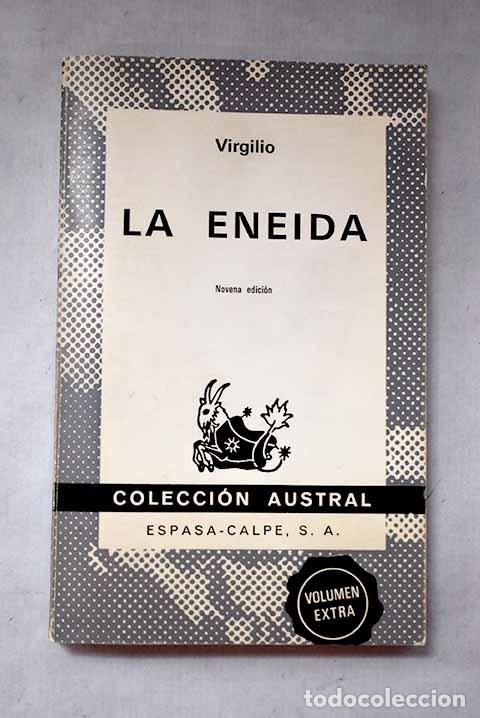 Virgilio
LA ENEIDA
Novena edición
COLECCIÓN AUSTRAL
ESPASA-CALPE, S. A.
VOLUMEN
EXTRA
todocoleccion